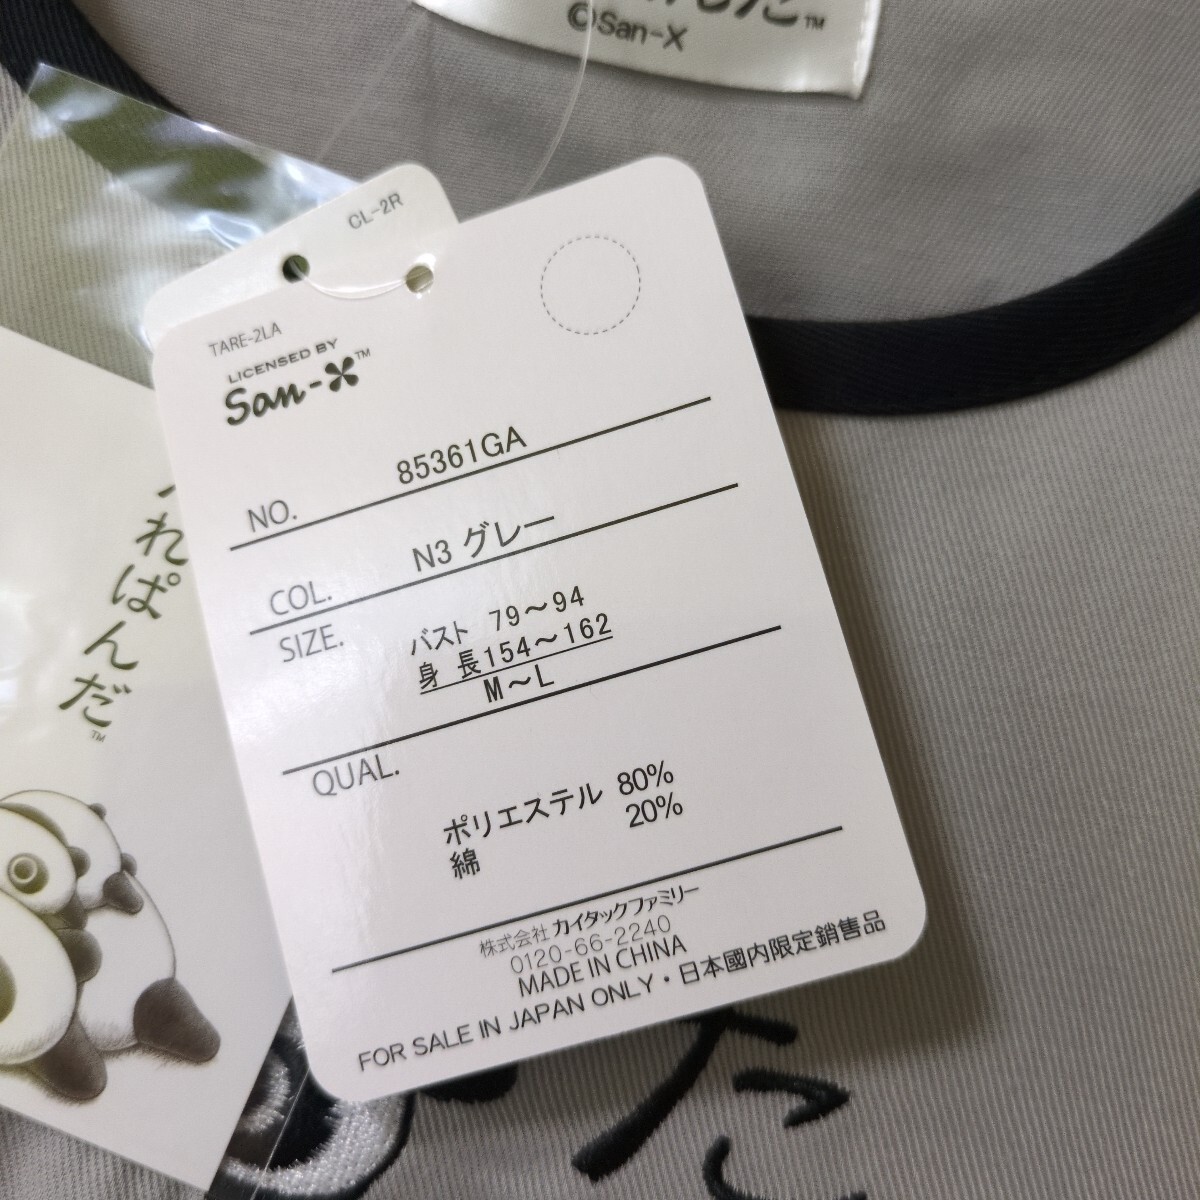 ©San-X
CL-2R
TARE-2LA
LICENSED BY
San-X™
NO. 85361GA
COL. N3 グレー
SIZE. バスト 79～94
身 長154～162
M～L
QUAL.
ポリエステル 80%
綿 20%
株式会社 カイタックファミリー
0120-66-2240
MADE IN CHINA
FOR SALE IN JAPAN ONLY・日本國内限定銷售品
れぱんだ™